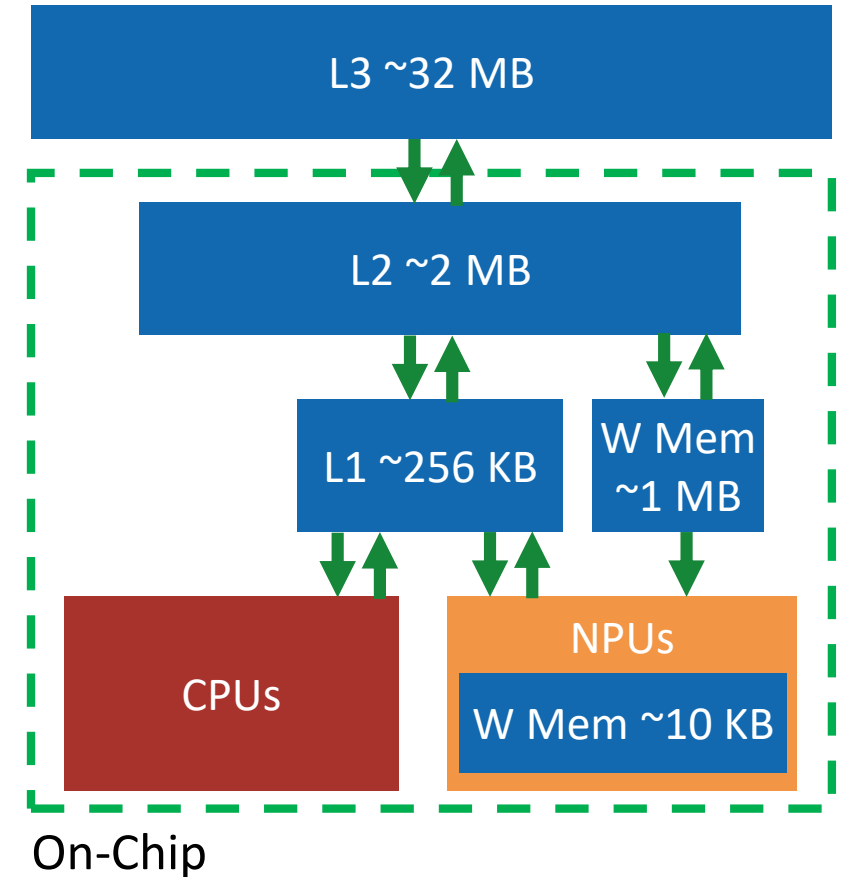 L3 ~32 MB
L2 ~2 MB
L1 ~256 KB
W Mem
~1 MB
CPUs
NPUs
W Mem ~10 KB
On-Chip